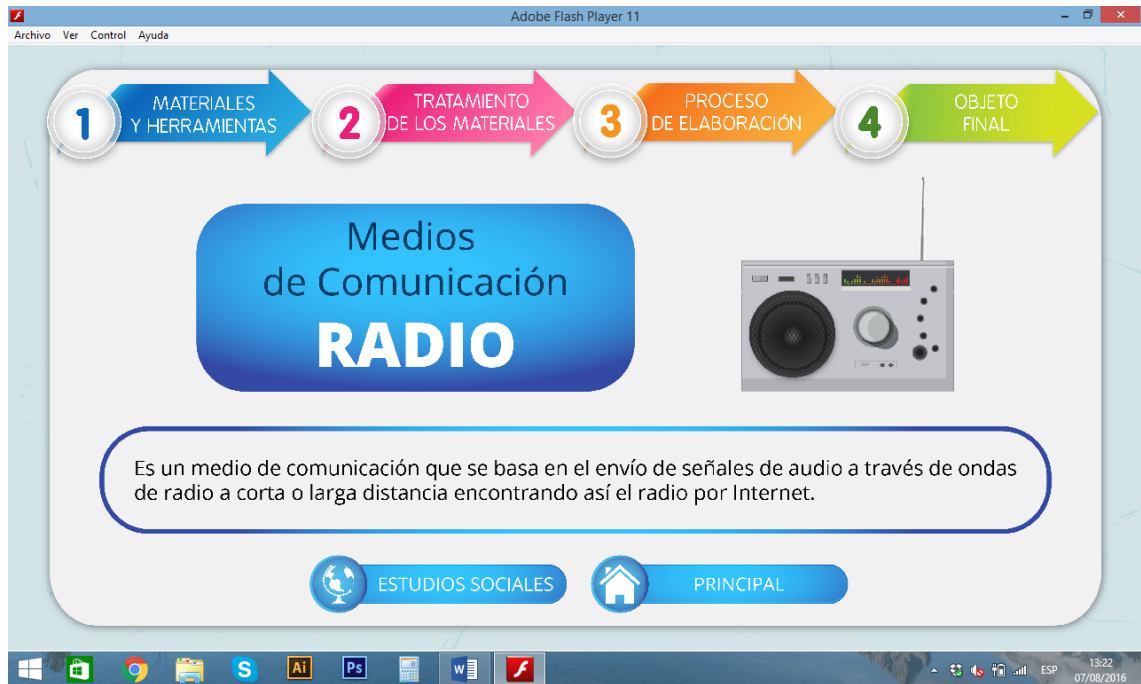 Adobe Flash Player 11
Archivo Ver Control Ayuda
1
MATERIALES
Y HERRAMIENTAS
2
TRATAMIENTO
DE LOS MATERIALES
3
PROCESO
DE ELABORACIÓN
4
OBJETO
FINAL
Medios
de Comunicación
RADIO
Es un medio de comunicación que se basa en el envío de señales de audio a través de ondas
de radio a corta o larga distancia encontrando así el radio por Internet.
ESTUDIOS SOCIALES
PRINCIPAL
S
Ai
Ps
W
ESP
13:22
07/08/2016